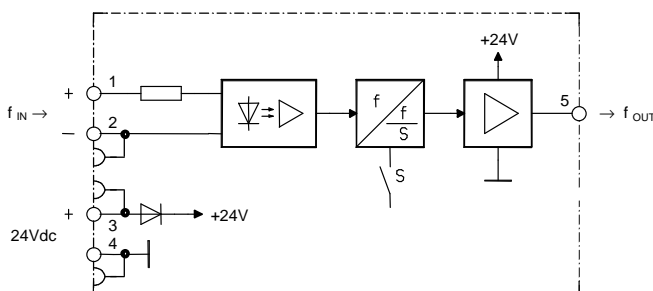 +24V
1
5
+
f IN →
→ f OUT
f
f
S
2
–
S
+
+24V
3
24Vdc
4